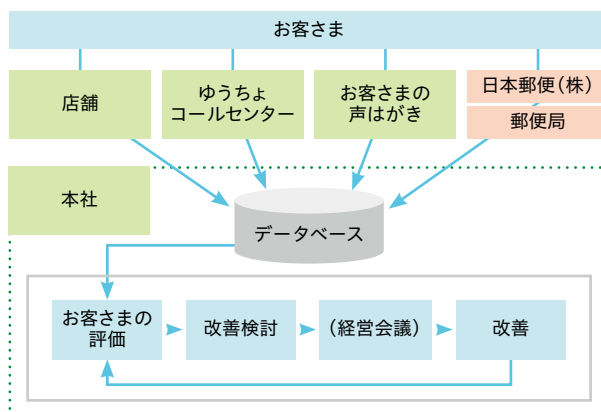 お客さま
店舗
ゆうちょ
コールセンター
お客さまの
声はがき
日本郵便(株)
郵便局
本社
データベース
お客さまの
評価
改善検討
(経営会議)
改善